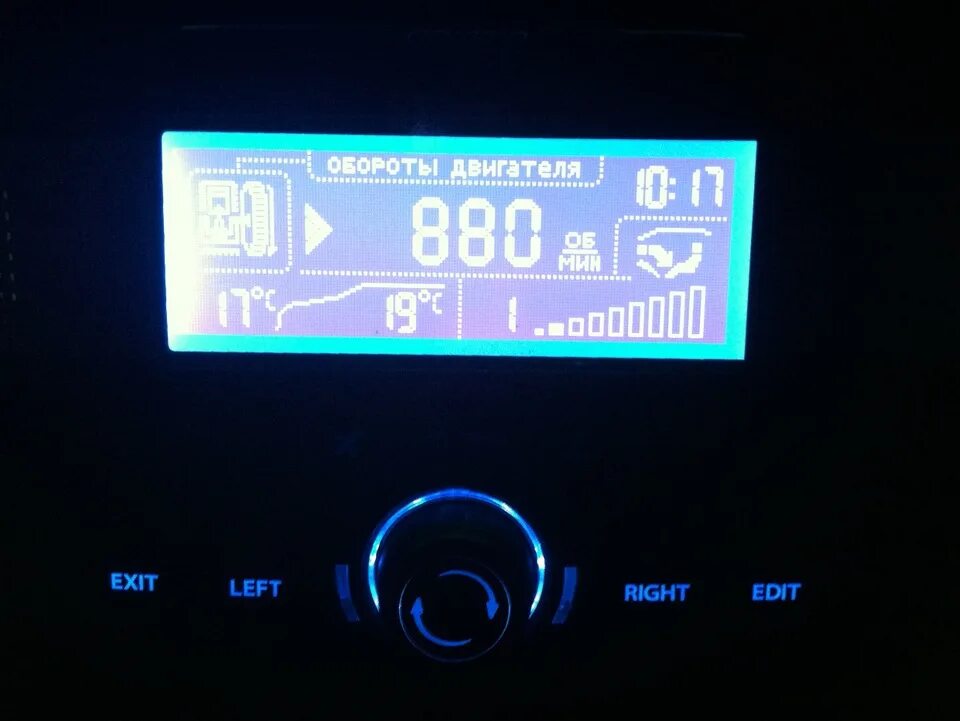 ОБОРОТЫ ДВИГАТЕЛЯ
10:17
880 ОБ
МИН
17°C 19°C 1
EXIT LEFT RIGHT EDIT